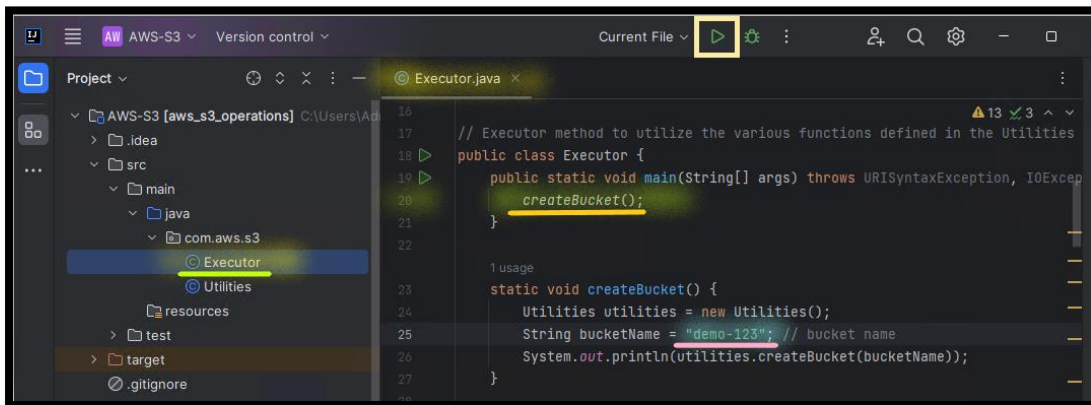 AW AWS-S3 Version control Current File
Project
Executor.java
AWS-S3 [aws_s3_operations] C:\Users\Ad
.idea
src
main
java
com.aws.s3
Executor
Utilities
resources
test
target
.gitignore
13 3
16
17 // Executor method to utilize the various functions defined in the Utilities
18 public class Executor {
19 public static void main(String[] args) throws URISyntaxException, IOExcep
20 createBucket();
21 }
22
1 usage
23 static void createBucket() {
24 Utilities utilities = new Utilities();
25 String bucketName = "demo-123"; // bucket name
26 System.out.println(utilities.createBucket(bucketName));
27 }